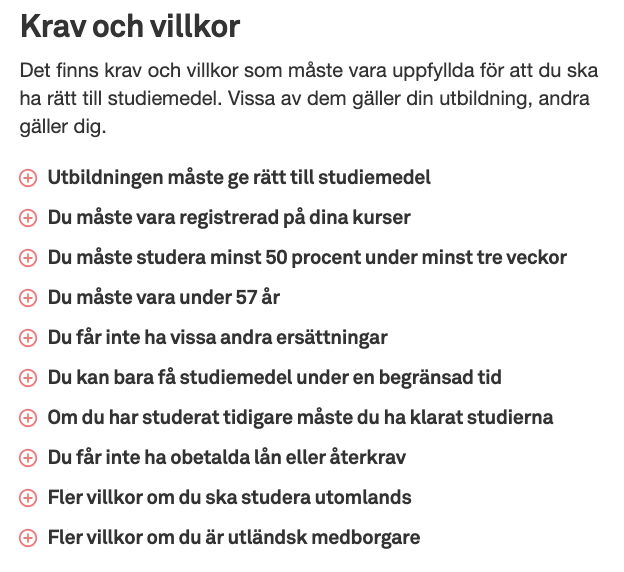 Krav och villkor
Det finns krav och villkor som måste vara uppfyllda för att du ska
ha rätt till studiemedel. Vissa av dem gäller din utbildning, andra
gäller dig.
Utbildningen måste ge rätt till studiemedel
Du måste vara registrerad på dina kurser
Du måste studera minst 50 procent under minst tre veckor
Du måste vara under 57 år
Du får inte ha vissa andra ersättningar
Du kan bara få studiemedel under en begränsad tid
Om du har studerat tidigare måste du ha klarat studierna
Du får inte ha obetalda lån eller återkrav
Fler villkor om du ska studera utomlands
Fler villkor om du är utländsk medborgare